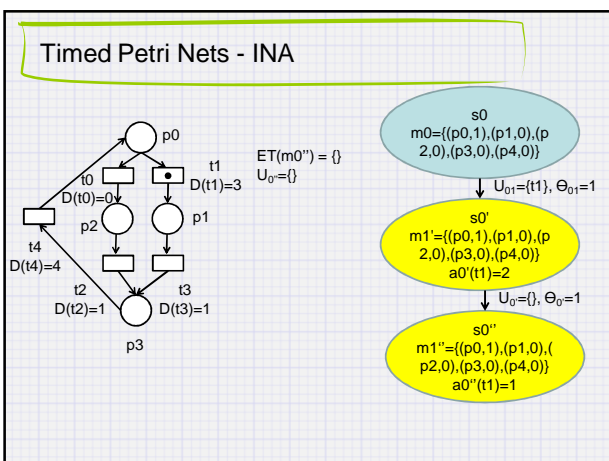 Timed Petri Nets - INA
p0
t1
D(t1)=3
t0
D(t0)=0
p2
p1
t4
D(t4)=4
t2
D(t2)=1
t3
D(t3)=1
p3
ET(m0’’) = {}
U0''={}
s0
m0={(p0,1),(p1,0),(p
2,0),(p3,0),(p4,0)}
U01={t1}, ϴ01=1
s0'
m1'={(p0,1),(p1,0),(p
2,0),(p3,0),(p4,0)}
a0'(t1)=2
U0'={}, ϴ0'=1
s0‘'
m1‘'={(p0,1),(p1,0),(
p2,0),(p3,0),(p4,0)}
a0‘'(t1)=1